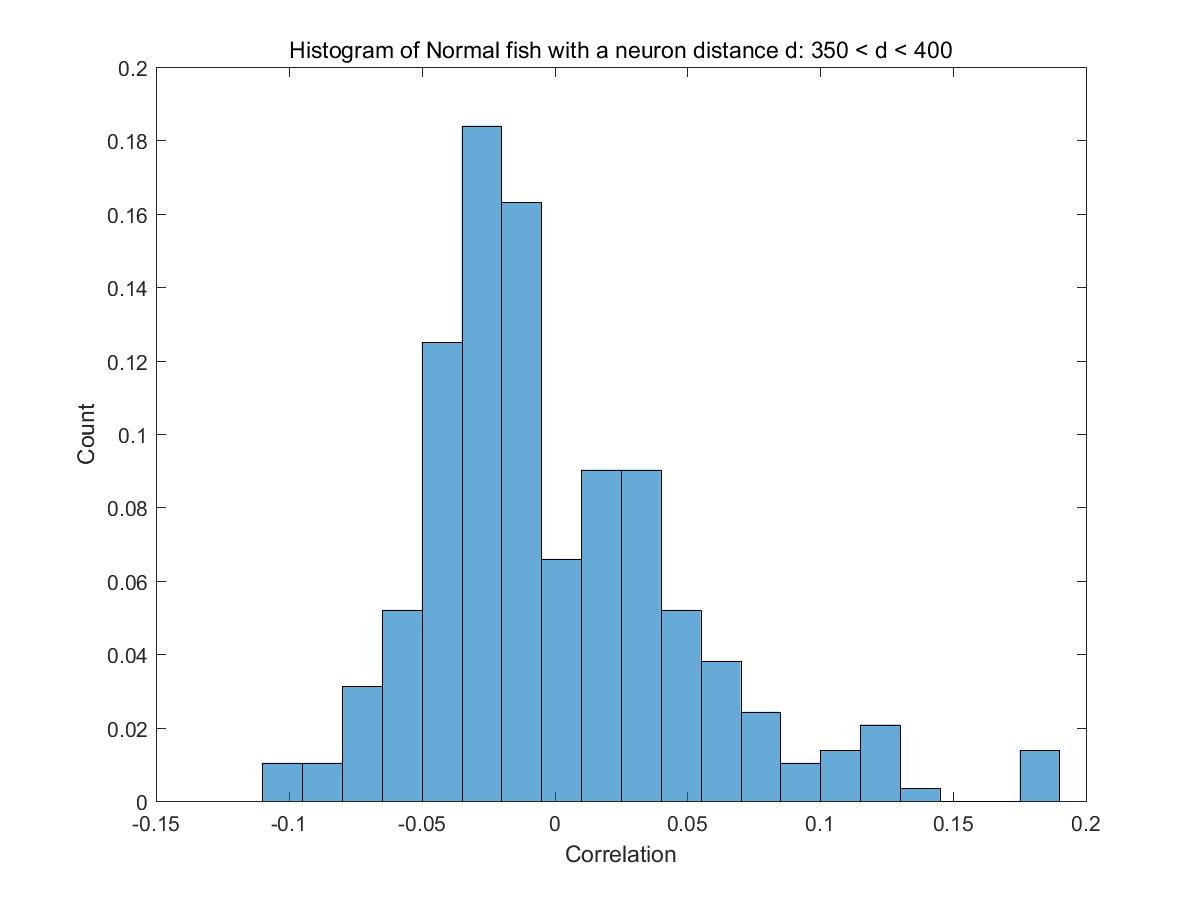 Histogram of Normal fish with a neuron distance d: 350 < d < 400
0.2
0.18
0.16
0.14
0.12
0.1
0.08
0.06
0.04
0.02
0
Count
-0.15 -0.1 -0.05 0 0.05 0.1 0.15 0.2
Correlation